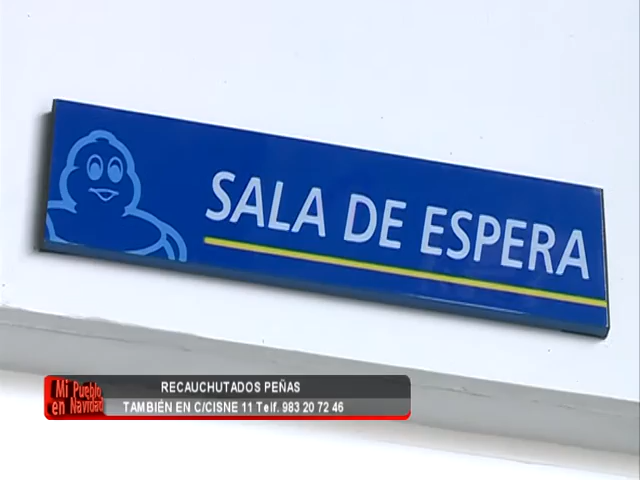 SALA DE ESPERA
Mi Pueblo
en Navidad
RECAUCHUTADOS PEÑAS
TAMBIÉN EN C/CISNE 11 Telf. 983 20 72 46